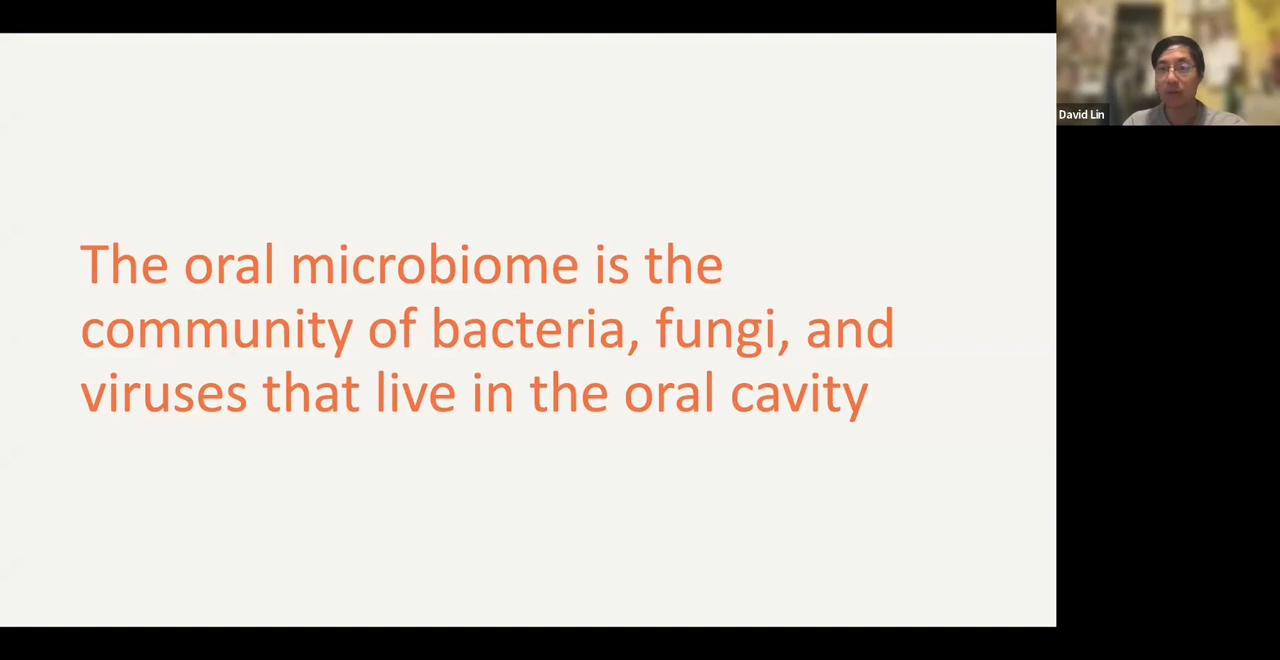 The oral microbiome is the
community of bacteria, fungi, and
viruses that live in the oral cavity
David Lin